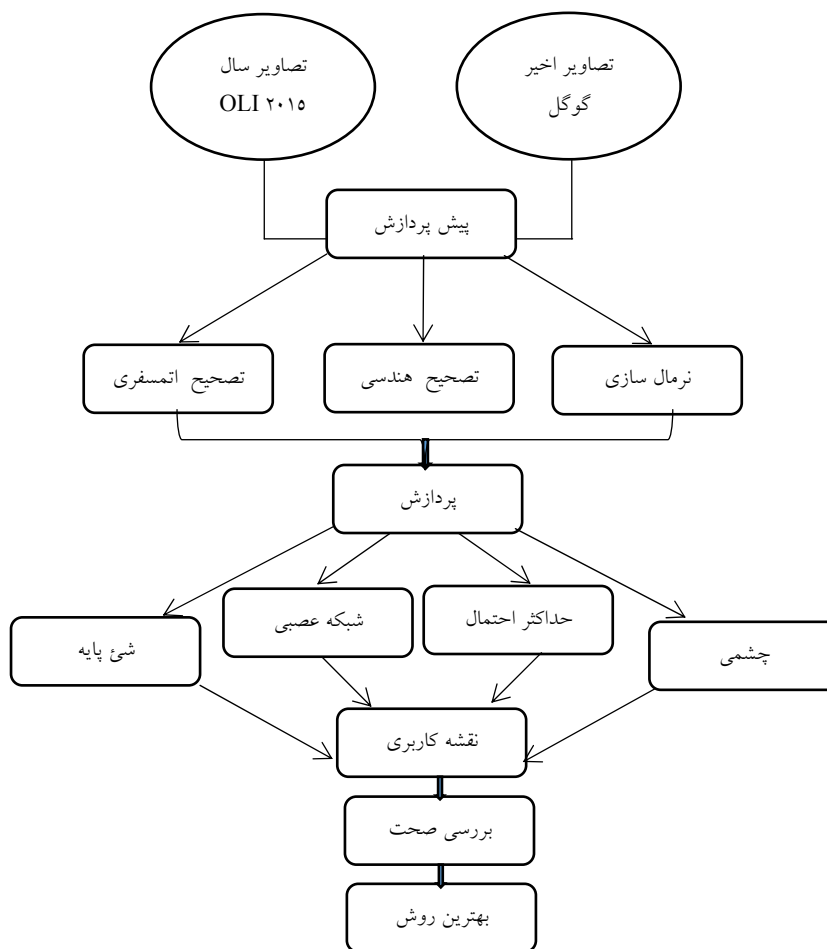 تصاویر اخیر
گوگل
تصاویر سال
OLI ۲۰۱۵
پیش پردازش
نرمال سازی
تصحیح هندسی
تصحیح اتمسفری
پردازش
چشمی
حداکثر احتمال
شبکه عصبی
شئ پایه
نقشه کاربری
بررسی صحت
بهترین روش